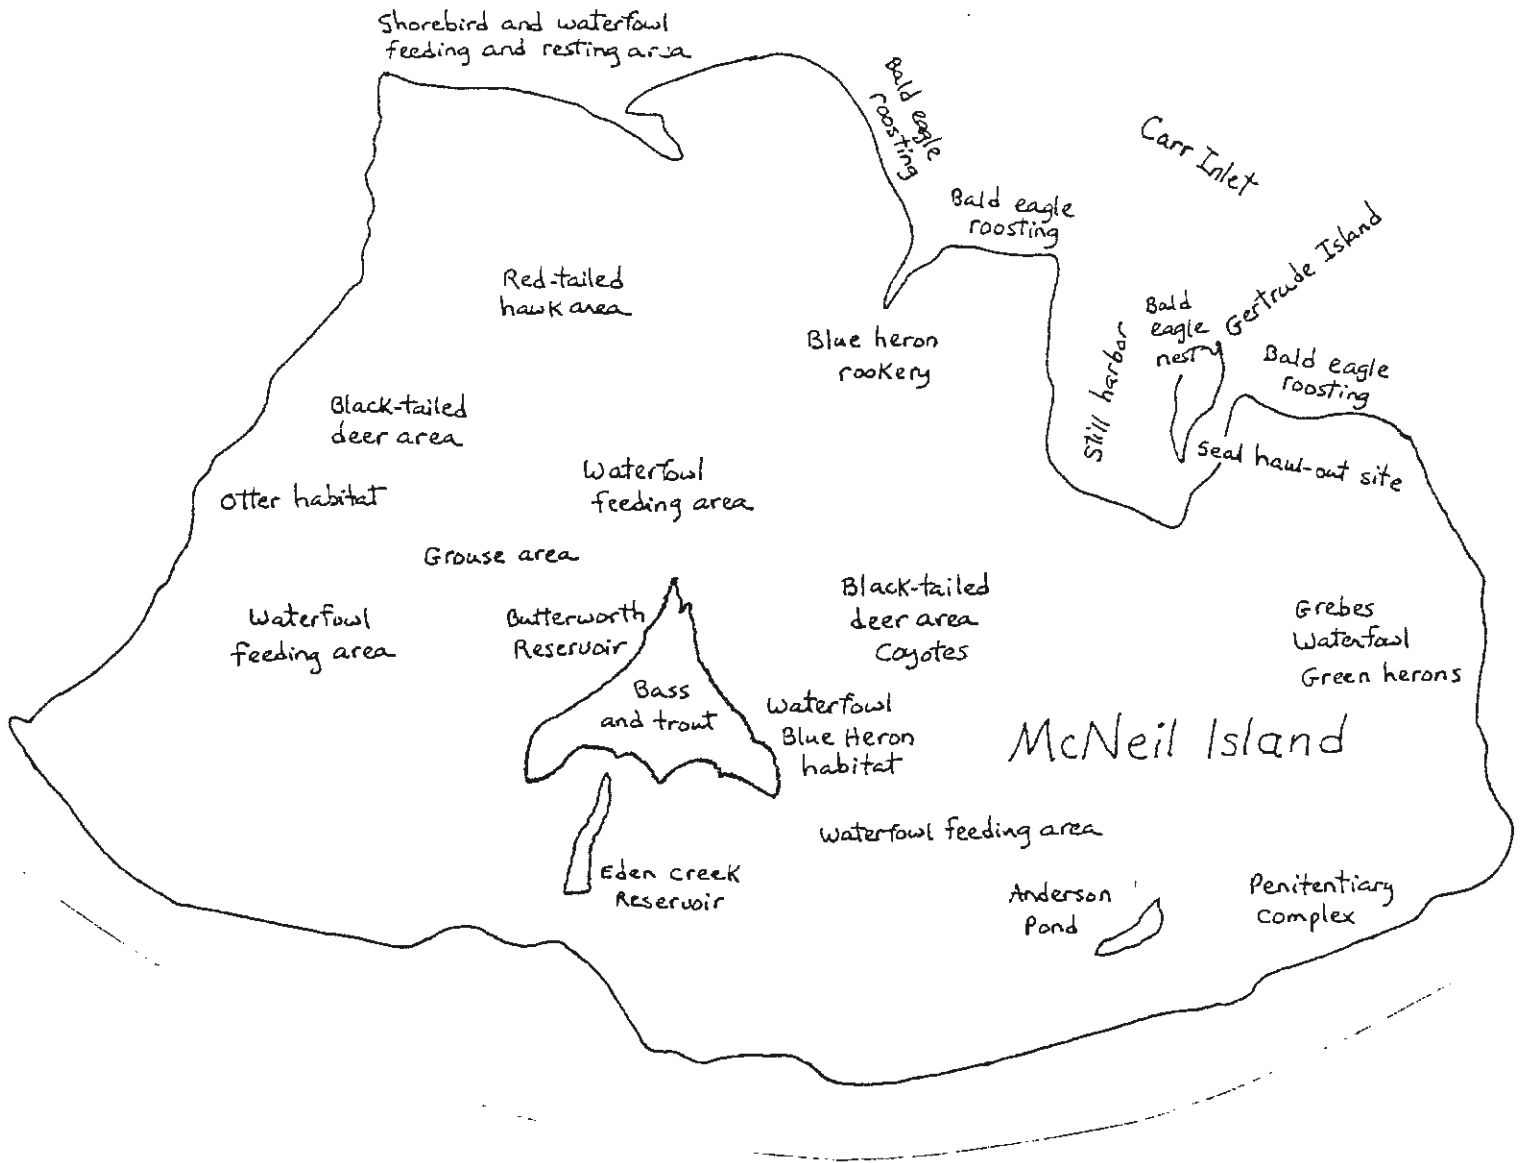 Shorebird and waterfowl
feeding and resting area
Bald eagle
roosting
Carr Inlet
Bald eagle
roosting
Gertrude Island
Red-tailed
hawk area
Bald
eagle
nest
Still harbor
Blue heron
rookery
Bald eagle
roosting
Black-tailed
deer area
Seal haul-out site
Waterfowl
feeding area
Otter habitat
Grouse area
Black-tailed
deer area
Coyotes
Waterfowl
feeding area
Butterworth
Reservoir
Grebes
Waterfowl
Green herons
Bass
and trout
Waterfowl
Blue Heron
habitat
McNeil Island
Waterfowl feeding area
Eden Creek
Reservoir
Anderson
Pond
Penitentiary
Complex